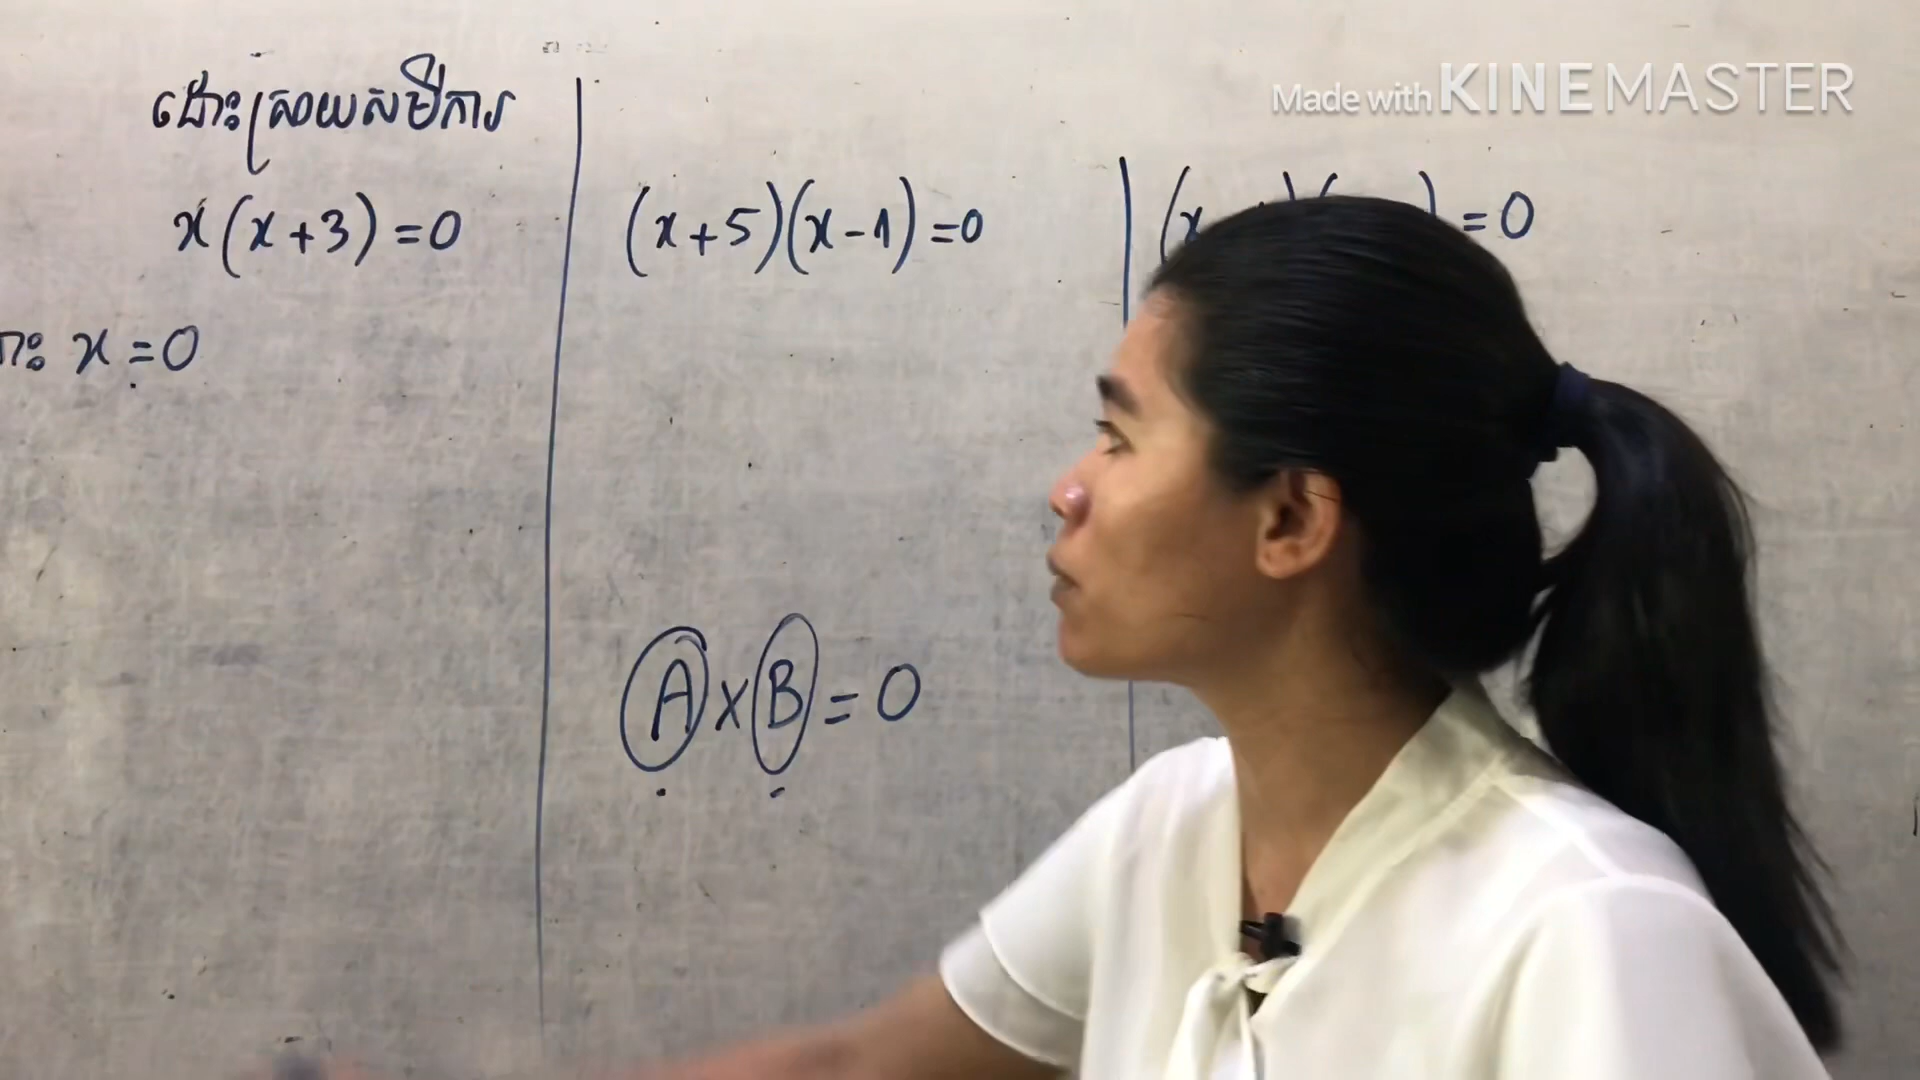 Made with KINEMASTER
ដោះស្រាយសមីការ
x(x+3)=0
x=0
(x+5)(x-1)=0
=0
A×B=0